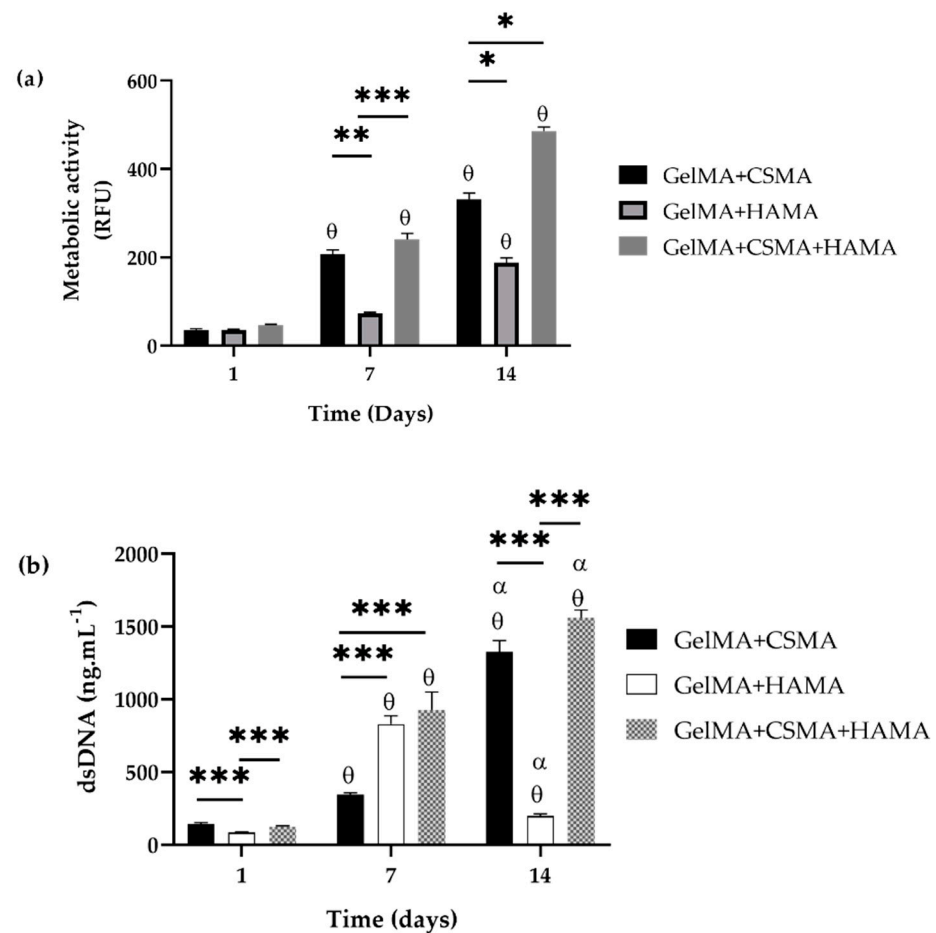 (a)
Metabolic activity
(RFU)
600
400
200
0
✱
✱
✱✱✱
✱✱
θ
θ
θ
θ
θ
1
7
14
Time (Days)
GelMA+CSMA
GelMA+HAMA
GelMA+CSMA+HAMA
(b)
dsDNA (ng.mL⁻¹)
2000
1500
1000
500
0
✱✱✱
✱✱✱
✱✱✱
✱✱✱
✱✱✱
✱✱✱
α
α
θ
θ
θ
θ
α
θ
θ
1
7
14
Time (days)
GelMA+CSMA
GelMA+HAMA
GelMA+CSMA+HAMA